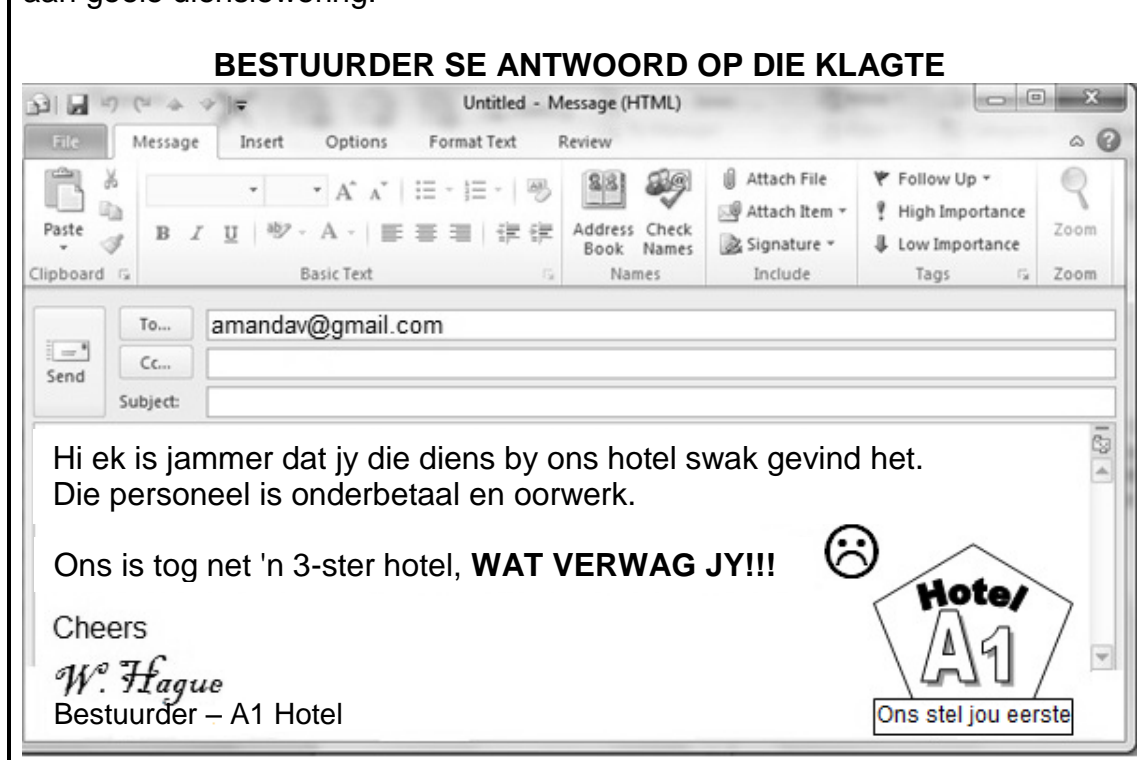 aan goeie dienslewering.
BESTUURDER SE ANTWOORD OP DIE KLAGTE
Untitled - Message (HTML)
File Message Insert Options Format Text Review
Paste
Clipboard
B I U ab A
Basic Text
Address Book
Check Names
Names
Attach File
Attach Item
Signature
Include
Follow Up
High Importance
Low Importance
Tags
Zoom
Zoom
Send
To... amandav@gmail.com
Cc...
Subject:
Hi ek is jammer dat jy die diens by ons hotel swak gevind het.
Die personeel is onderbetaal en oorwerk.
Ons is tog net 'n 3-ster hotel, WAT VERWAG JY!!!
Cheers
W. Hague
Bestuurder – A1 Hotel
Hotel
A1
Ons stel jou eerste